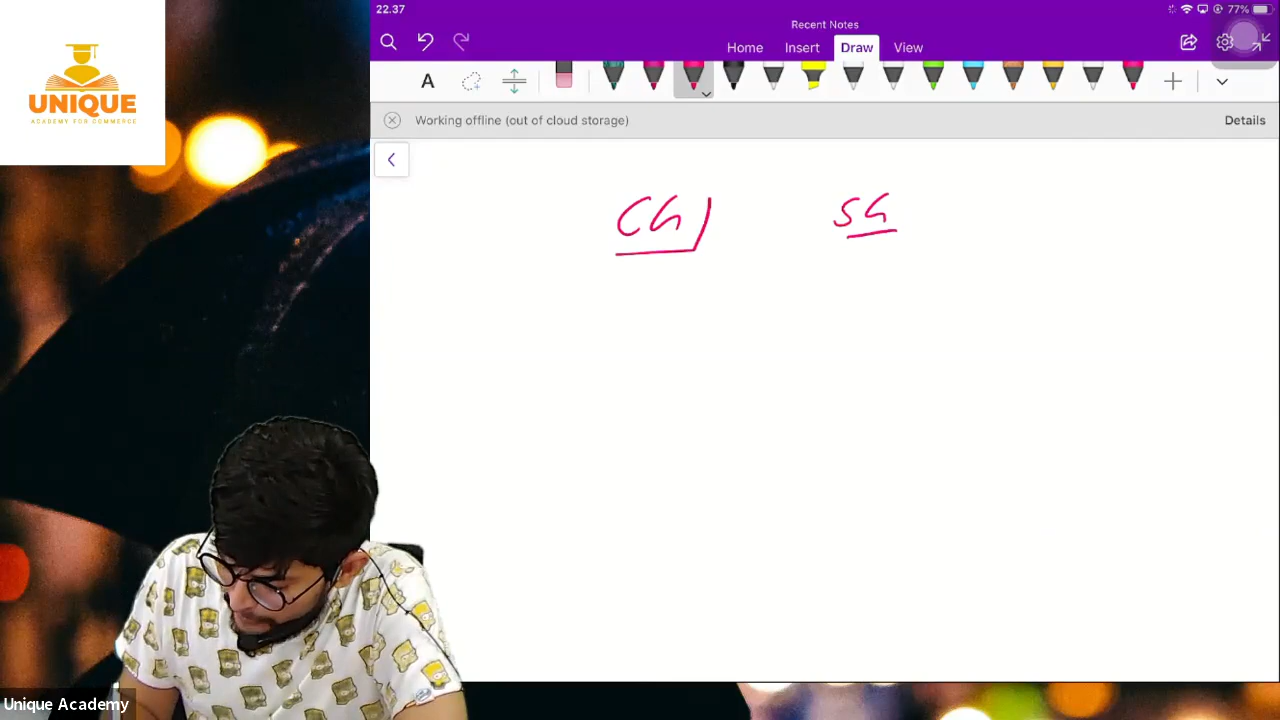 22.37
77%
Recent Notes
Home Insert Draw View
A
Working offline (out of cloud storage)
Details
UNIQUE
ACADEMY FOR COMMERCE
CG
SG
Unique Academy